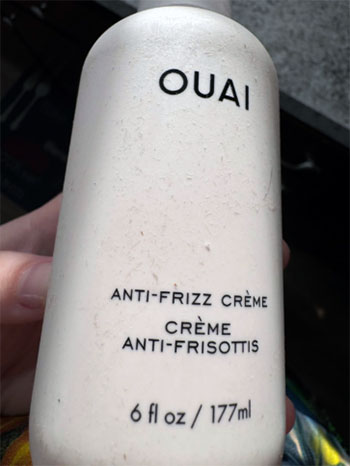 OUAI
ANTI-FRIZZ CRÈME
CRÈME
ANTI-FRISOTTIS
6 fl oz / 177ml